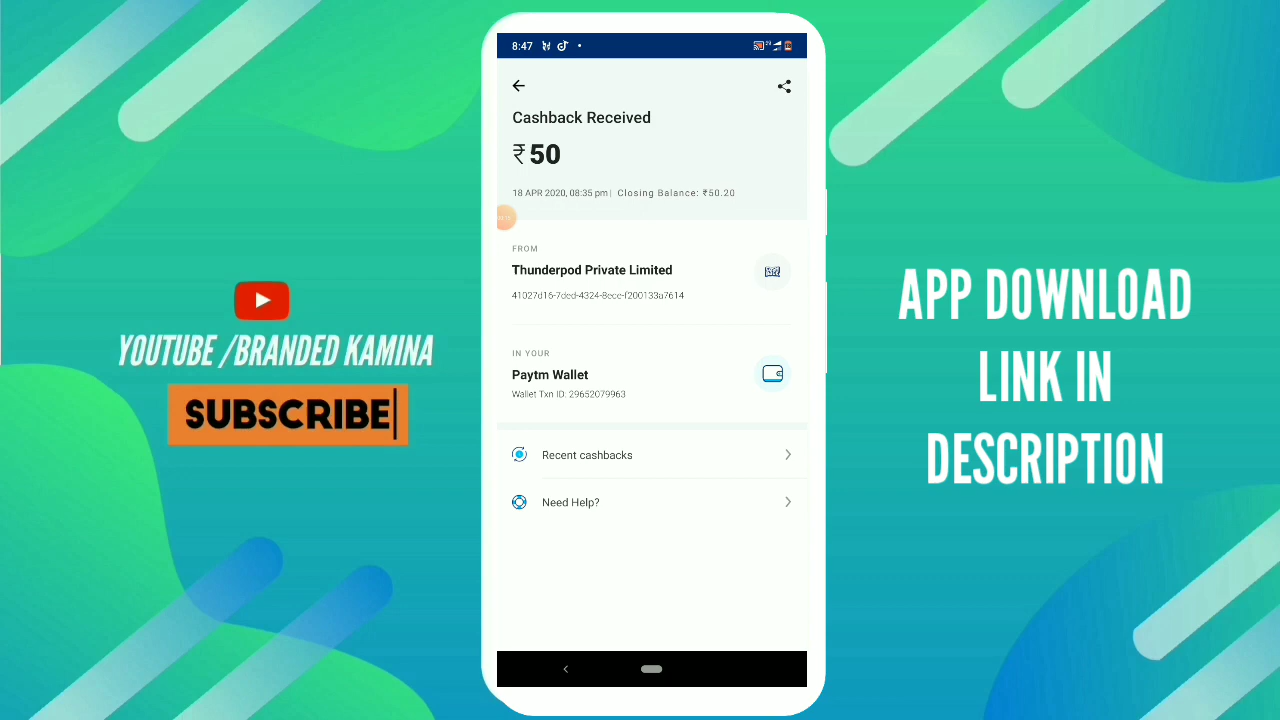 8:47
Cashback Received
₹50
18 APR 2020, 08:35 pm | Closing Balance: ₹50.20
FROM
Thunderpod Private Limited
41027d16-7ded-4324-8ece-f200133a7614
IN YOUR
Paytm Wallet
Wallet Txn ID: 29652079963
Recent cashbacks
Need Help?
YOUTUBE /BRANDED KAMINA
SUBSCRIBE
APP DOWNLOAD
LINK IN
DESCRIPTION